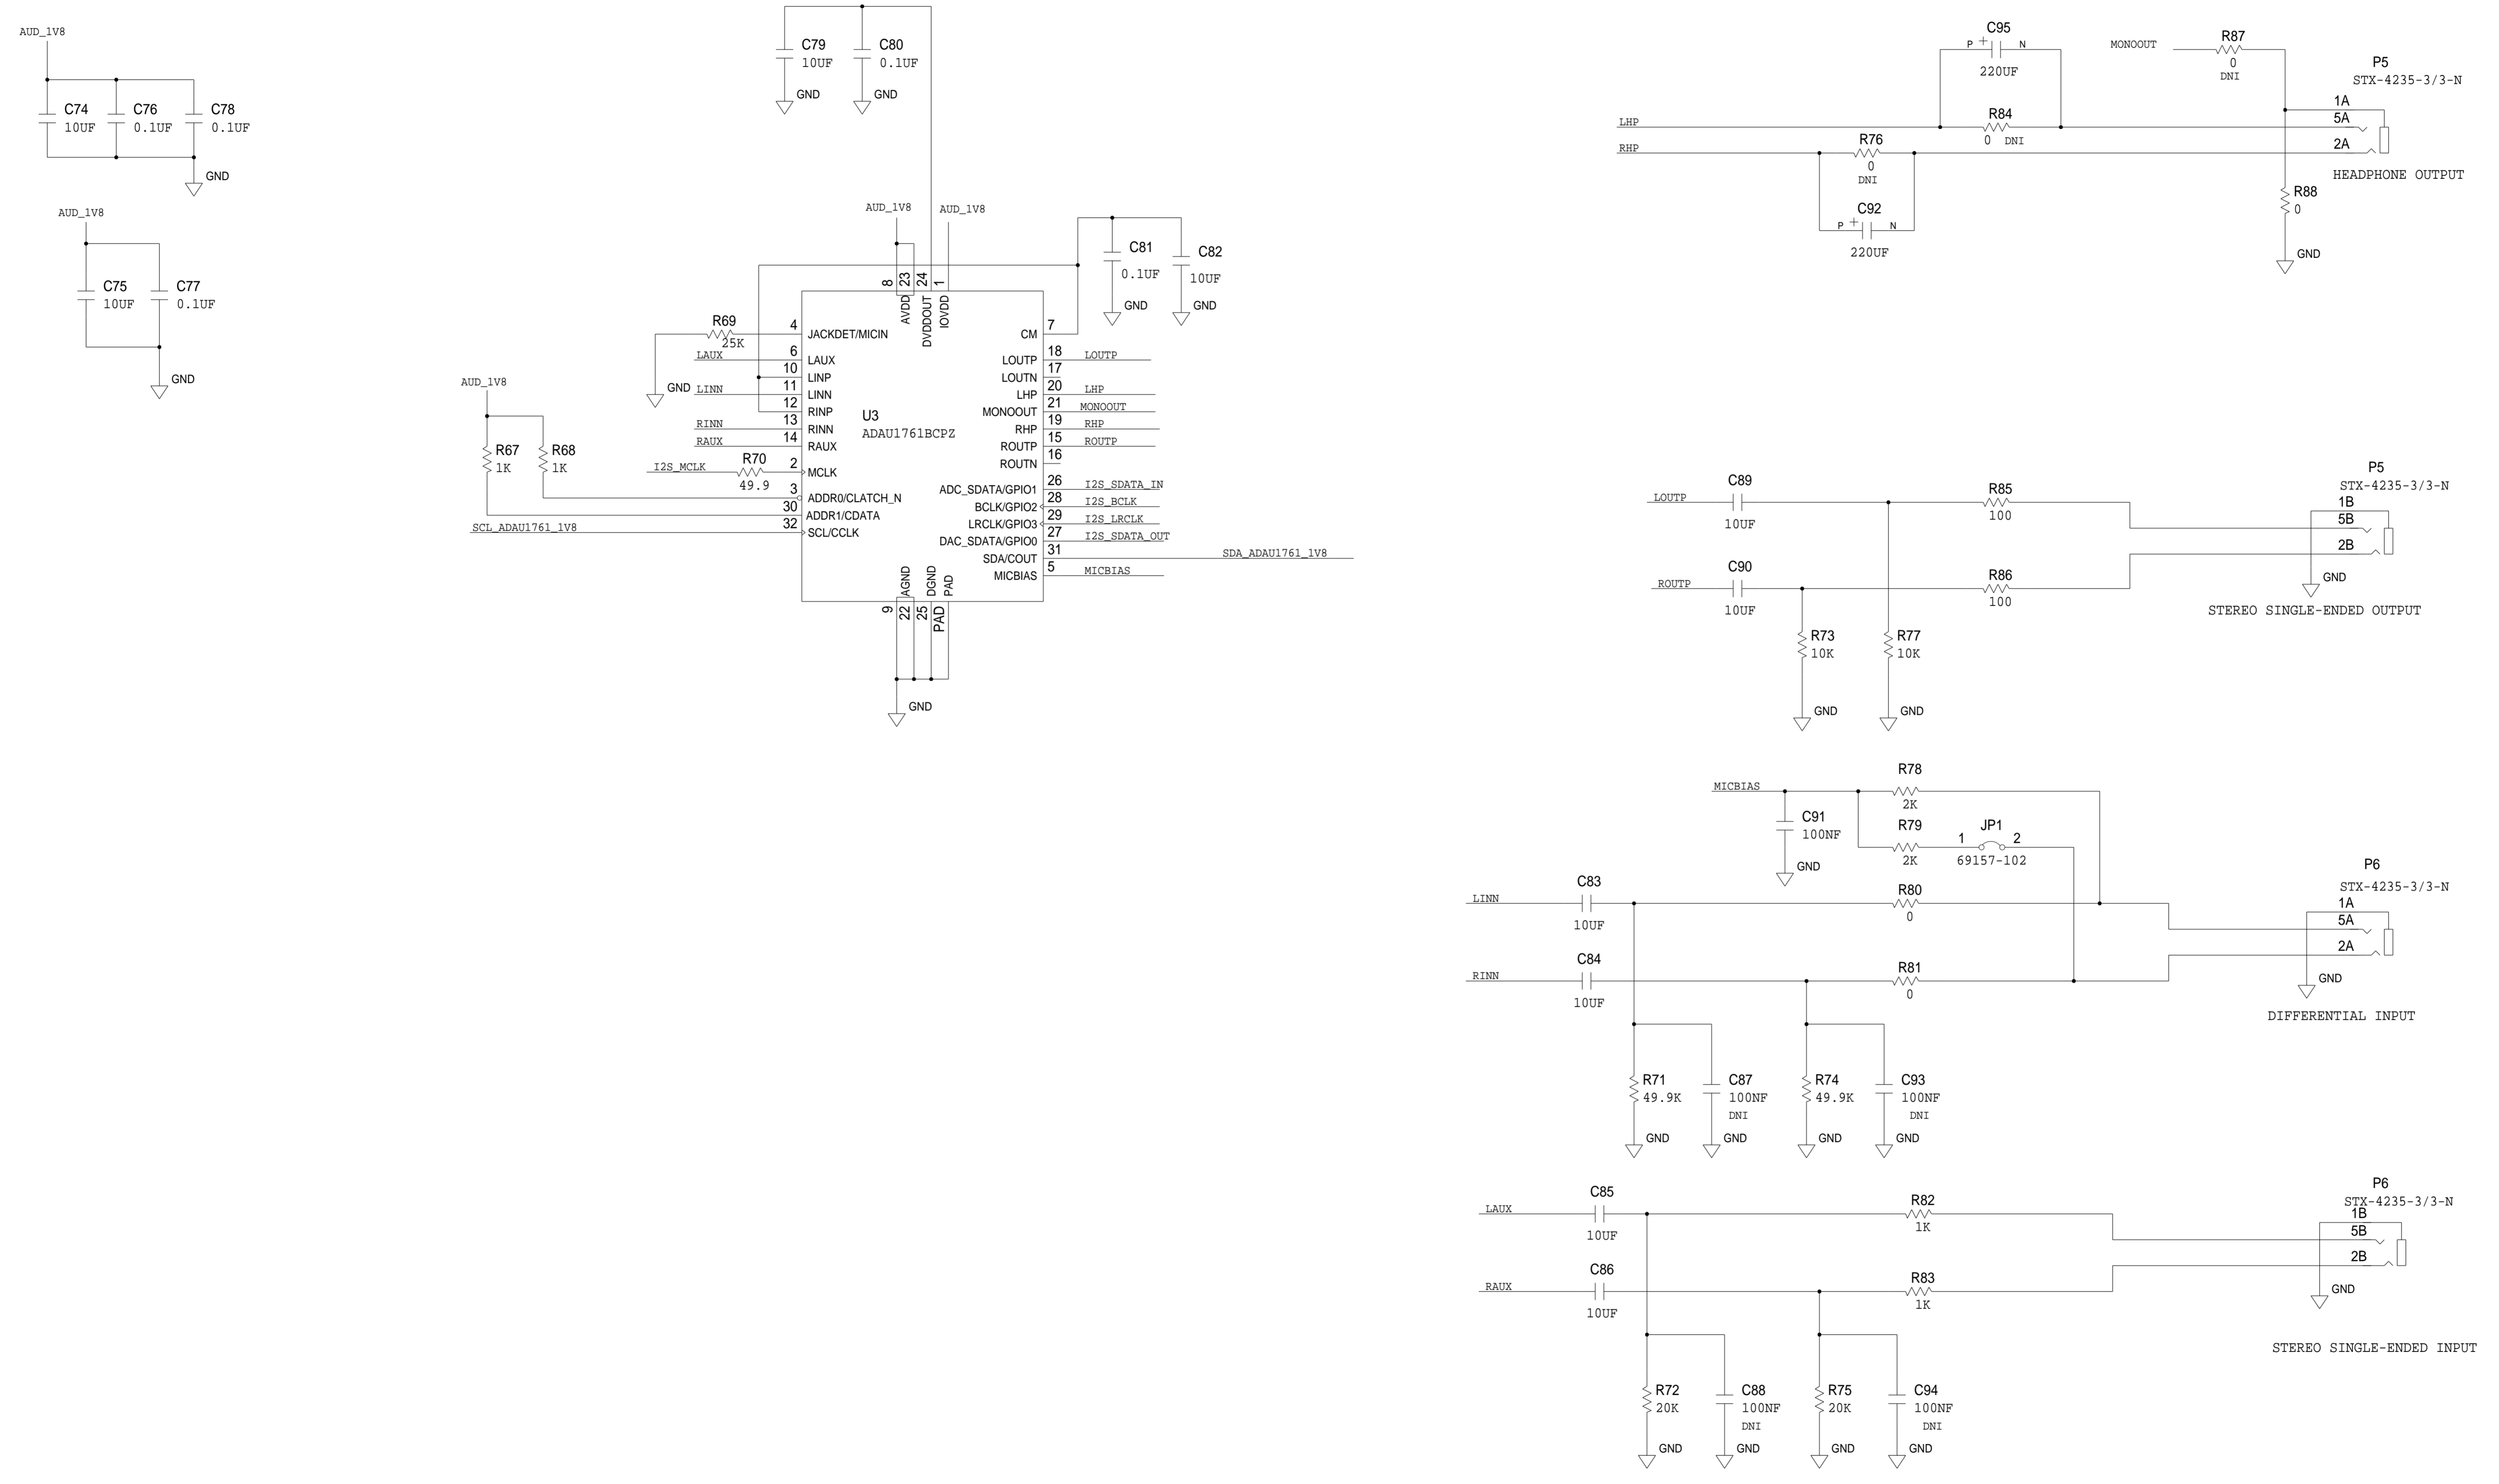 AUD_1V8
C74
10UF
C76
0.1UF
C78
0.1UF
GND
AUD_1V8
C75
10UF
C77
0.1UF
GND
C79
10UF
C80
0.1UF
GND
GND
AUD_1V8
AUD_1V8
C81
0.1UF
C82
10UF
GND
GND
8
23
24
1
AVDD
DVDDOUT
IOVDD
R69
25K
GND
4
JACKDET/MICIN
LAUX
6
LAUX
10
LINP
LINN
11
LINN
12
RINP
RINN
13
RINN
RAUX
14
RAUX
I2S_MCLK
R70
49.9
2
MCLK
3
ADDR0/CLATCH_N
30
ADDR1/CDATA
SCL_ADAU1761_1V8
32
SCL/CCLK
AUD_1V8
R67
1K
R68
1K
U3
ADAU1761BCPZ
CM
7
LOUTP
18
LOUTP
LOUTN
17
LHP
20
LHP
MONOOUT
21
MONOOUT
RHP
19
RHP
ROUTP
15
ROUTP
ROUTN
16
ADC_SDATA/GPIO1
26
I2S_SDATA_IN
BCLK/GPIO2
28
I2S_BCLK
LRCLK/GPIO3
29
I2S_LRCLK
DAC_SDATA/GPIO0
27
I2S_SDATA_OUT
SDA/COUT
31
SDA_ADAU1761_1V8
MICBIAS
5
MICBIAS
AGND
DGND
PAD
9
22
25
PAD
GND
C95
P + N
220UF
MONOOUT
R87
0
DNI
P5
STX-4235-3/3-N
1A
5A
2A
LHP
R84
0 DNI
RHP
R76
0
DNI
C92
P + N
220UF
HEADPHONE OUTPUT
R88
0
GND
LOUTP
C89
10UF
R85
100
P5
STX-4235-3/3-N
1B
5B
2B
GND
ROUTP
C90
10UF
R86
100
STEREO SINGLE-ENDED OUTPUT
R73
10K
R77
10K
GND
GND
MICBIAS
R78
2K
C91
100NF
GND
R79
2K
JP1
1 2
69157-102
P6
STX-4235-3/3-N
1A
5A
2A
GND
LINN
C83
10UF
R80
0
RINN
C84
10UF
R81
0
DIFFERENTIAL INPUT
R71
49.9K
C87
100NF
DNI
R74
49.9K
C93
100NF
DNI
GND
GND
GND
GND
LAUX
C85
10UF
R82
1K
P6
STX-4235-3/3-N
1B
5B
2B
GND
RAUX
C86
10UF
R83
1K
STEREO SINGLE-ENDED INPUT
R72
20K
C88
100NF
DNI
R75
20K
C94
100NF
DNI
GND
GND
GND
GND